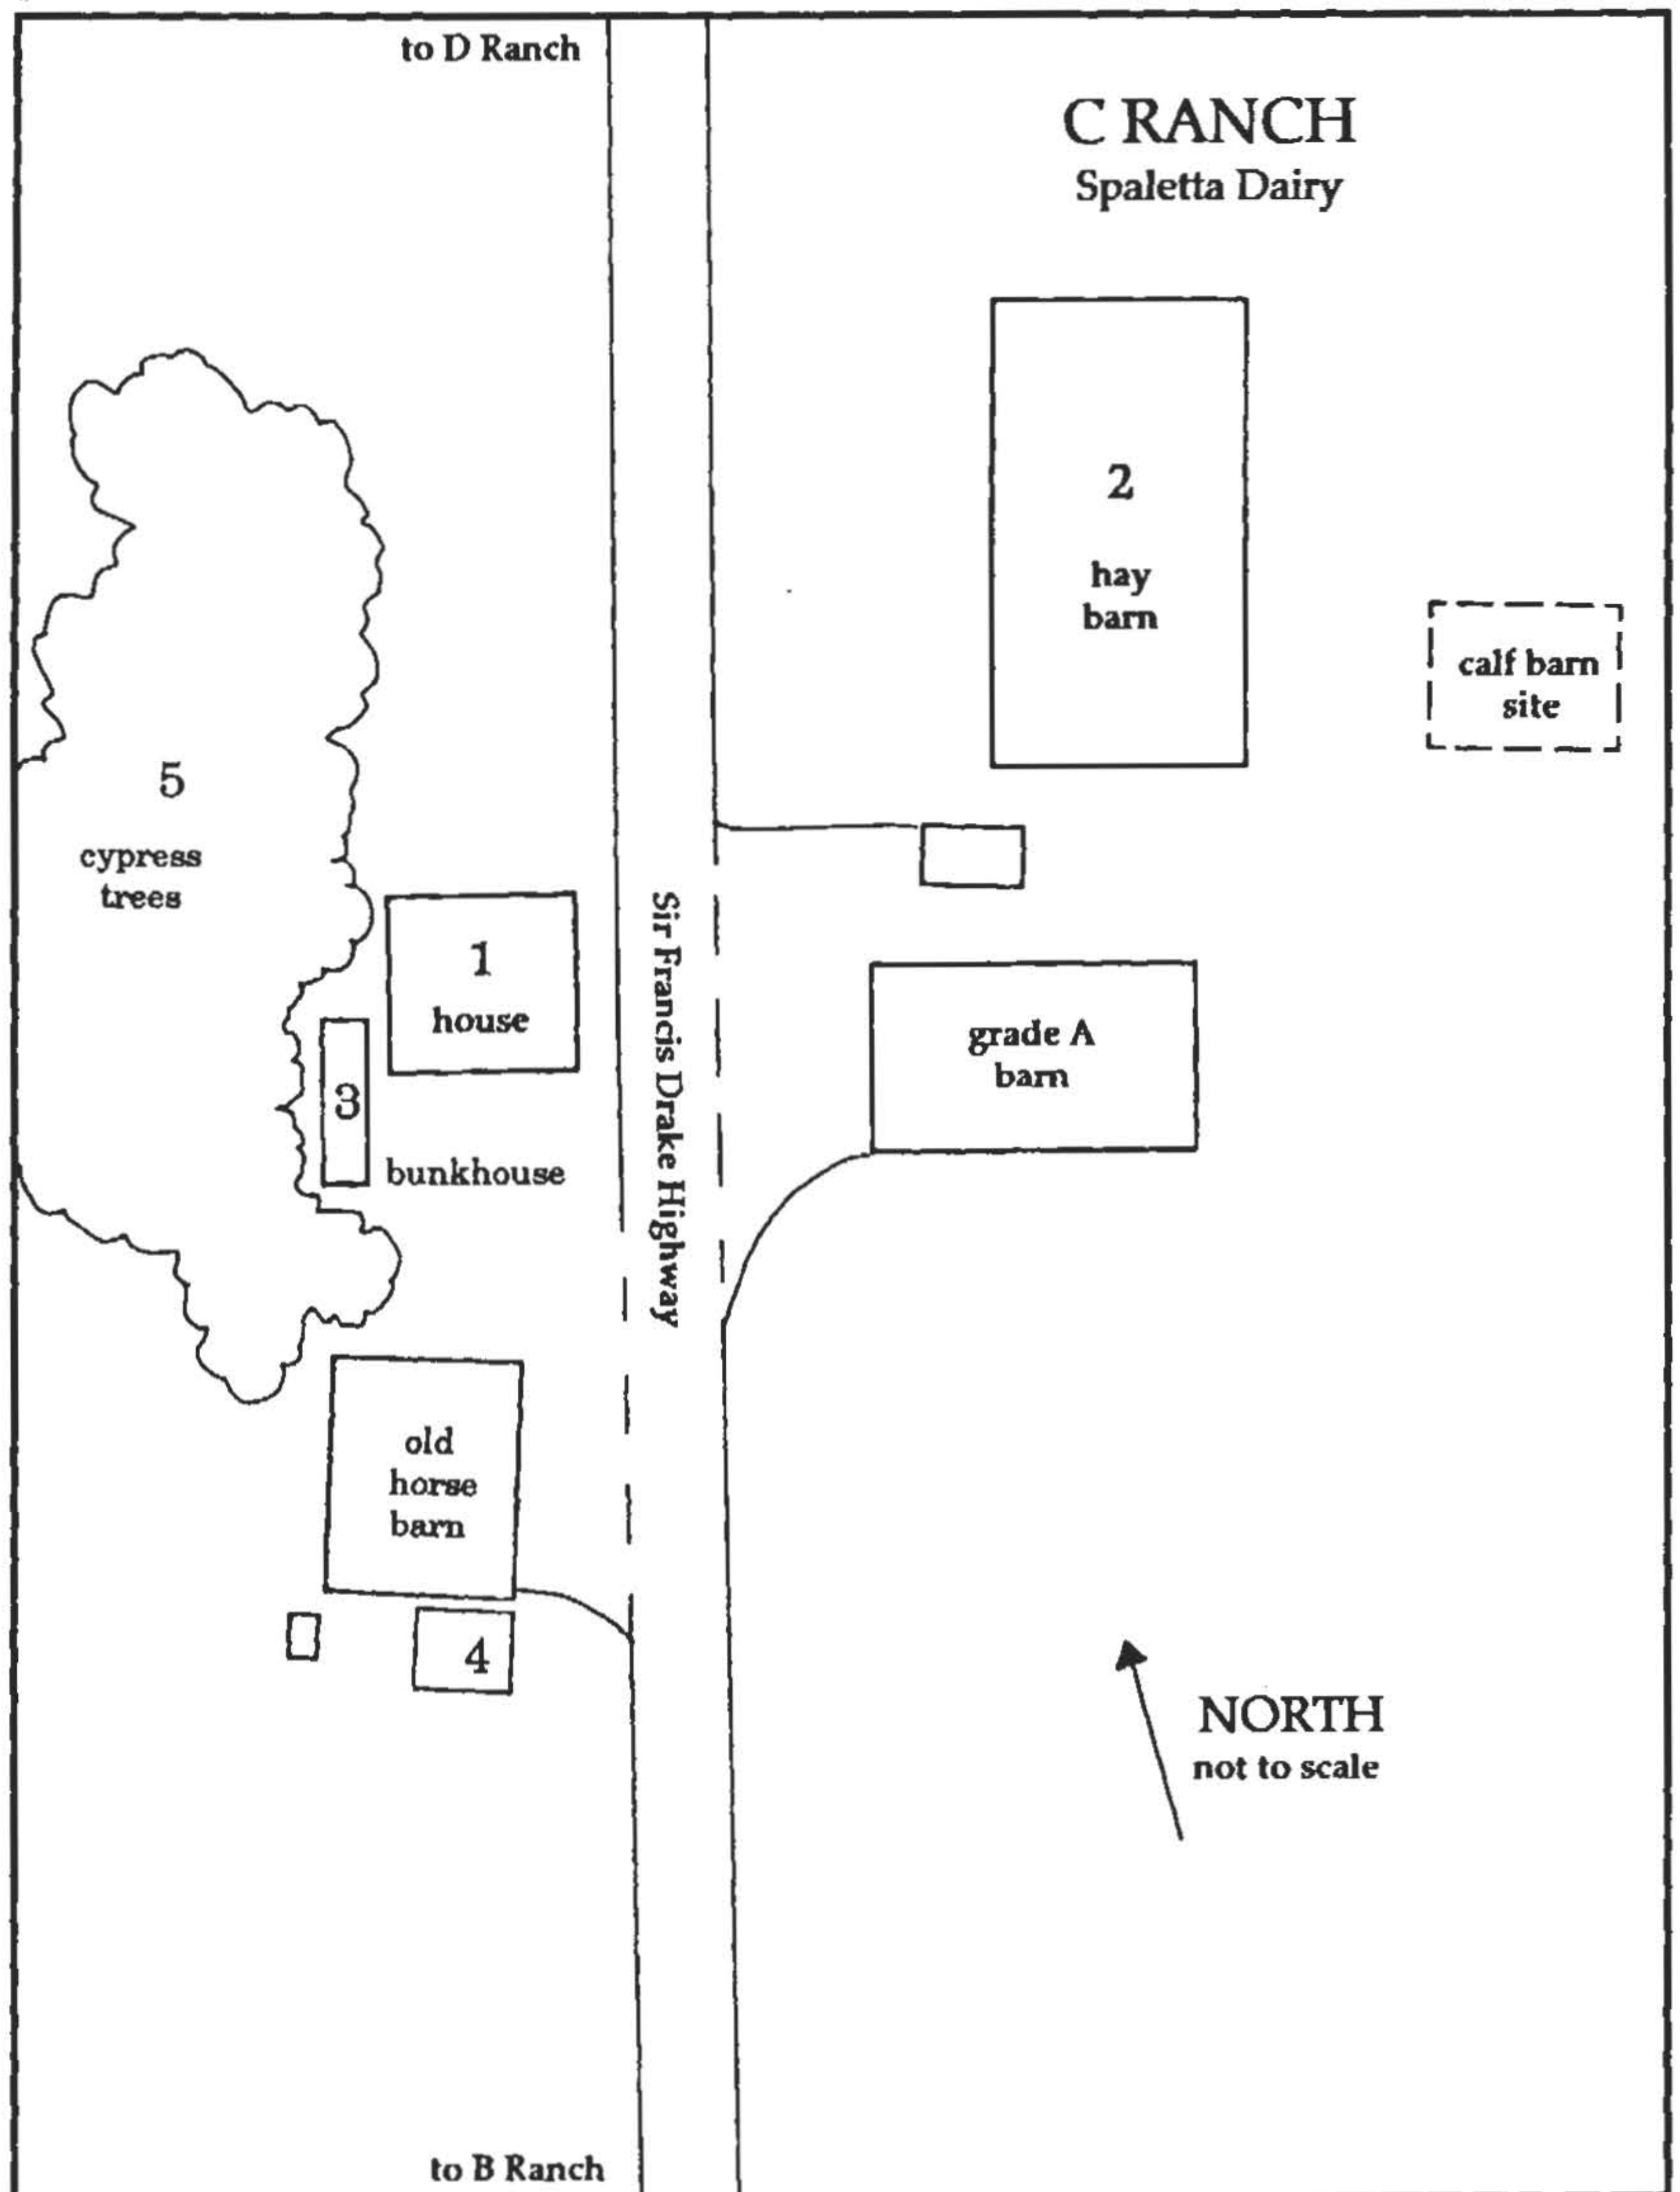 to D Ranch
C RANCH
Spaletta Dairy
2
hay
barn
calf barn
site
5
cypress
trees
1
house
3
bunkhouse
Sir Francis Drake Highway
grade A
barn
old
horse
barn
4
NORTH
not to scale
to B Ranch